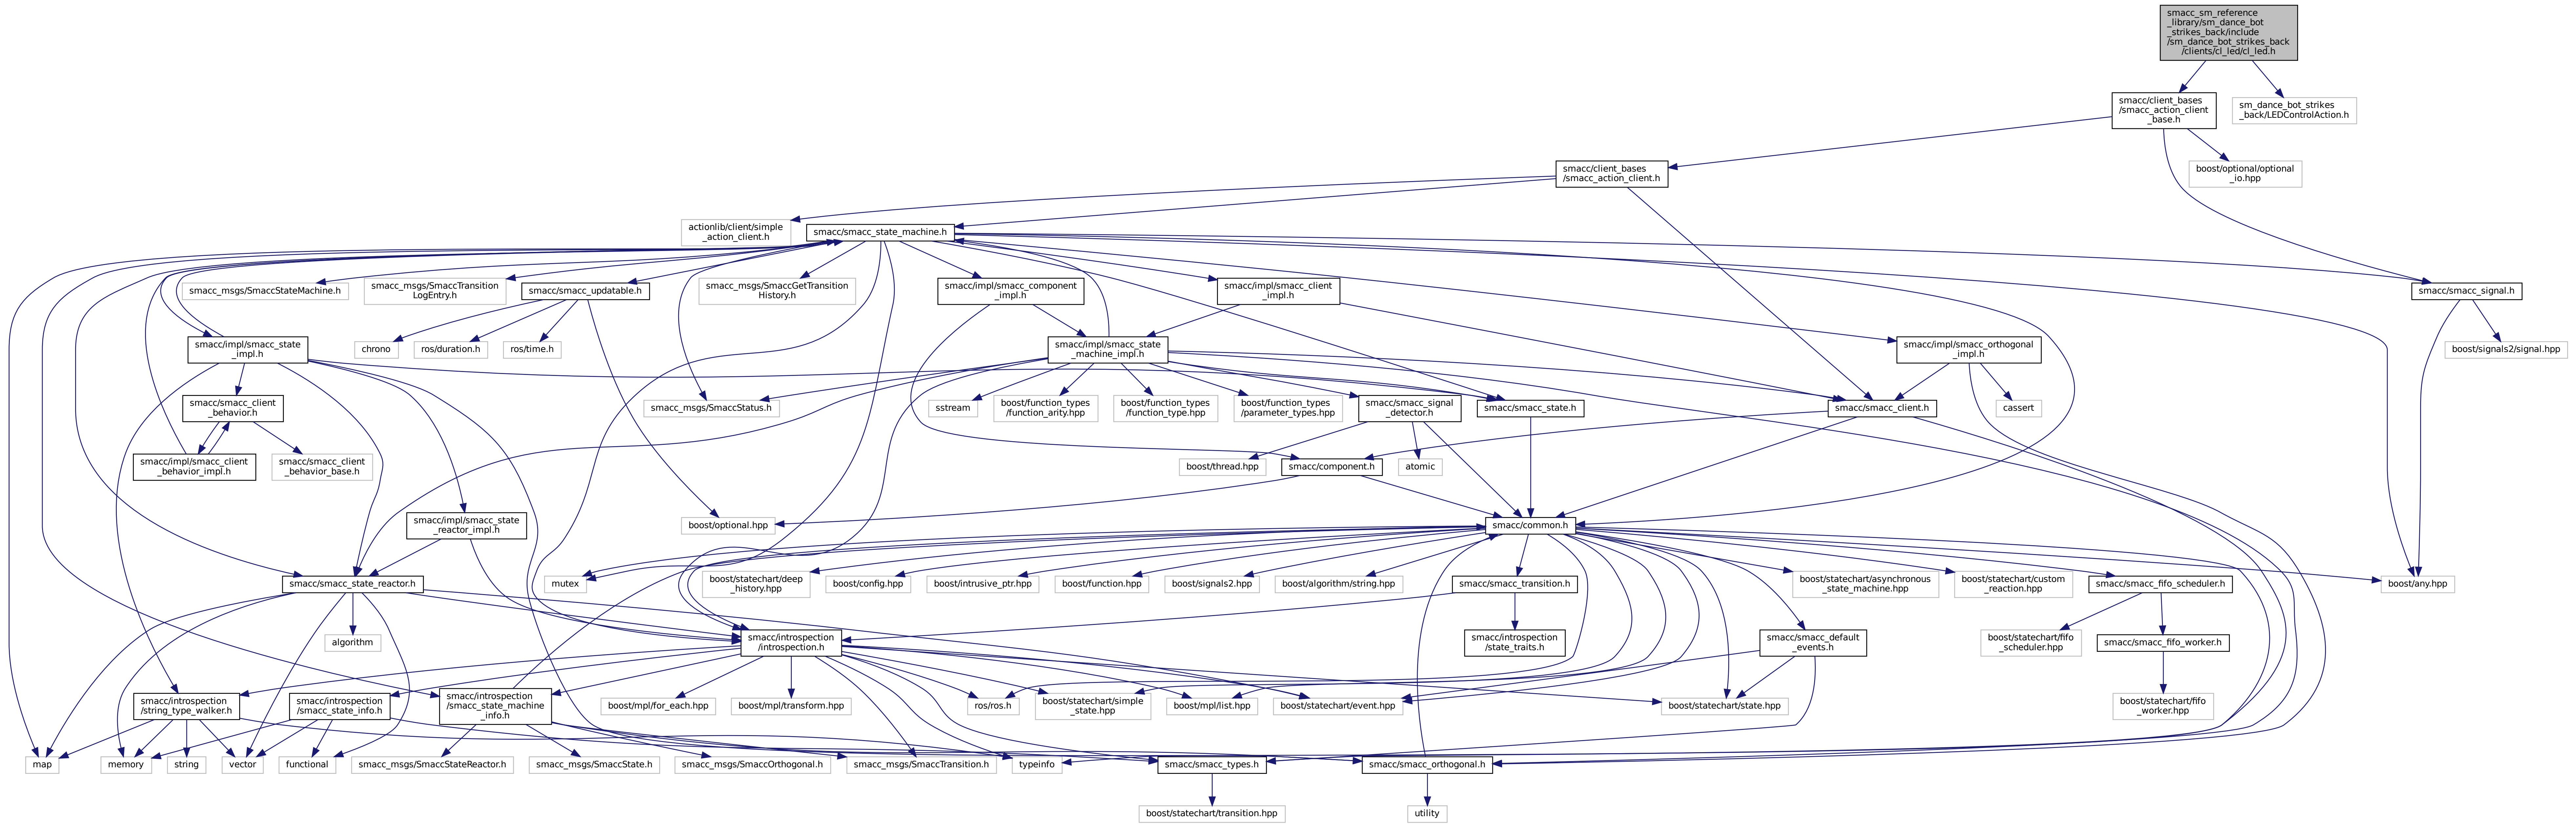 smacc_sm_reference
_library/sm_dance_bot
_strikes_back/include
/sm_dance_bot_strikes_back
/clients/cl_led/cl_led.h
smacc/client_bases
/smacc_action_client
_base.h
sm_dance_bot_strikes
_back/LEDControlAction.h
smacc/client_bases
/smacc_action_client.h
boost/optional/optional
_io.hpp
actionlib/client/simple
_action_client.h
smacc/smacc_state_machine.h
smacc_msgs/SmaccStateMachine.h
smacc_msgs/SmaccTransition
LogEntry.h
smacc/smacc_updatable.h
smacc_msgs/SmaccGetTransition
History.h
smacc/impl/smacc_component
_impl.h
smacc/impl/smacc_client
_impl.h
smacc/smacc_signal.h
smacc/impl/smacc_state
_impl.h
chrono
ros/duration.h
ros/time.h
smacc/impl/smacc_state
_machine_impl.h
smacc/impl/smacc_orthogonal
_impl.h
boost/signals2/signal.hpp
smacc/smacc_client
_behavior.h
smacc_msgs/SmaccStatus.h
sstream
boost/function_types
/function_arity.hpp
boost/function_types
/function_type.hpp
boost/function_types
/parameter_types.hpp
smacc/smacc_signal
_detector.h
smacc/smacc_state.h
smacc/smacc_client.h
cassert
smacc/impl/smacc_client
_behavior_impl.h
smacc/smacc_client
_behavior_base.h
boost/thread.hpp
smacc/component.h
atomic
smacc/impl/smacc_state
_reactor_impl.h
boost/optional.hpp
smacc/common.h
smacc/smacc_state_reactor.h
mutex
boost/statechart/deep
_history.hpp
boost/config.hpp
boost/intrusive_ptr.hpp
boost/function.hpp
boost/signals2.hpp
boost/algorithm/string.hpp
smacc/smacc_transition.h
boost/statechart/asynchronous
_state_machine.hpp
boost/statechart/custom
_reaction.hpp
smacc/smacc_fifo_scheduler.h
boost/any.hpp
algorithm
smacc/introspection
/introspection.h
smacc/introspection
/state_traits.h
smacc/smacc_default
_events.h
boost/statechart/fifo
_scheduler.hpp
smacc/smacc_fifo_worker.h
smacc/introspection
/string_type_walker.h
smacc/introspection
/smacc_state_info.h
smacc/introspection
/smacc_state_machine
_info.h
boost/mpl/for_each.hpp
boost/mpl/transform.hpp
ros/ros.h
boost/statechart/simple
_state.hpp
boost/mpl/list.hpp
boost/statechart/event.hpp
boost/statechart/state.hpp
boost/statechart/fifo
_worker.hpp
map
memory
string
vector
functional
smacc_msgs/SmaccStateReactor.h
smacc_msgs/SmaccState.h
smacc_msgs/SmaccOrthogonal.h
smacc_msgs/SmaccTransition.h
typeinfo
smacc/smacc_types.h
smacc/smacc_orthogonal.h
boost/statechart/transition.hpp
utility